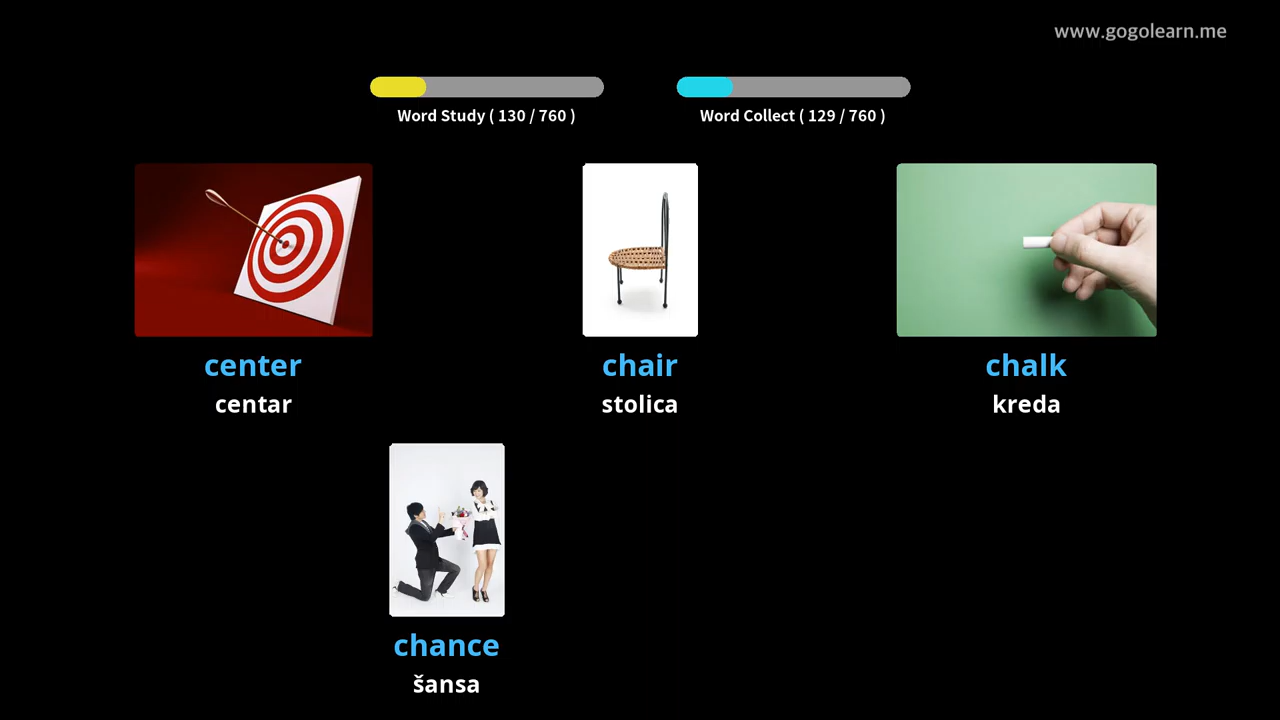 www.gogolearn.me
Word Study ( 130 / 760 )
Word Collect ( 129 / 760 )
center
chair
chalk
centar
stolica
kreda
chance
šansa